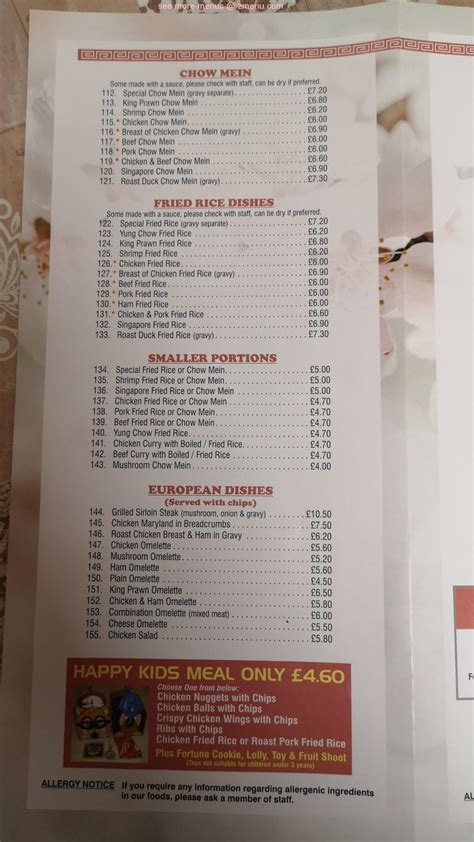 see more menus @ zmenu.com
CHOW MEIN
Some made with a sauce, please check with staff, can be dry if preferred.
112. Special Chow Mein (gravy separate) £7.20
113. King Prawn Chow Mein £6.80
114. Shrimp Chow Mein £6.20
115.* Chicken Chow Mein £6.00
116.* Breast of Chicken Chow Mein (gravy) £6.90
117.* Beef Chow Mein £6.00
118.* Pork Chow Mein £6.00
119.* Chicken & Beef Chow Mein £6.60
120. Singapore Chow Mein £6.90
121. Roast Duck Chow Mein (gravy) £7.30
FRIED RICE DISHES
Some made with a sauce, please check with staff, can be dry if preferred.
122. Special Fried Rice (gravy separate) £7.20
123. Yung Chow Fried Rice £6.20
124. King Prawn Fried Rice £6.80
125. Shrimp Fried Rice £6.20
126.* Chicken Fried Rice £6.00
127.* Breast of Chicken Fried Rice (gravy) £6.90
128.* Beef Fried Rice £6.00
129.* Pork Fried Rice £6.00
130.* Ham Fried Rice £6.00
131.* Chicken & Pork Fried Rice £6.60
132. Singapore Fried Rice £6.90
133. Roast Duck Fried Rice (gravy) £7.30
SMALLER PORTIONS
134. Special Fried Rice or Chow Mein £5.00
135. Shrimp Fried Rice or Chow Mein £5.00
136. Singapore Fried Rice or Chow Mein £5.00
137. Chicken Fried Rice or Chow Mein £4.70
138. Pork Fried Rice or Chow Mein £4.70
139. Beef Fried Rice or Chow Mein £4.70
140. Yung Chow Fried Rice £4.70
141. Chicken Curry with Boiled / Fried Rice £4.70
142. Beef Curry with Boiled / Fried Rice £4.70
143. Mushroom Chow Mein £4.00
EUROPEAN DISHES
(Served with chips)
144. Grilled Sirloin Steak (mushroom, onion & gravy) £10.50
145. Chicken Maryland in Breadcrumbs £7.50
146. Roast Chicken Breast & Ham in Gravy £6.20
147. Chicken Omelette £5.60
148. Mushroom Omelette £5.20
149. Ham Omelette £5.60
150. Plain Omelette £4.50
151. King Prawn Omelette £6.50
152. Chicken & Ham Omelette £5.80
153. Combination Omelette (mixed meat) £6.00
154. Cheese Omelette £5.50
155. Chicken Salad £5.80
HAPPY KIDS MEAL ONLY £4.60
Choose One from below:
Chicken Nuggets with Chips
Chicken Balls with Chips
Crispy Chicken Wings with Chips
Ribs with Chips
Chicken Fried Rice or Roast Pork Fried Rice
Plus Fortune Cookie, Lolly, Toy & Fruit Shoot
(Toys not suitable for children under 3 years)
ALLERGY NOTICE If you require any information regarding allergenic ingredients
in our foods, please ask a member of staff.
ALL